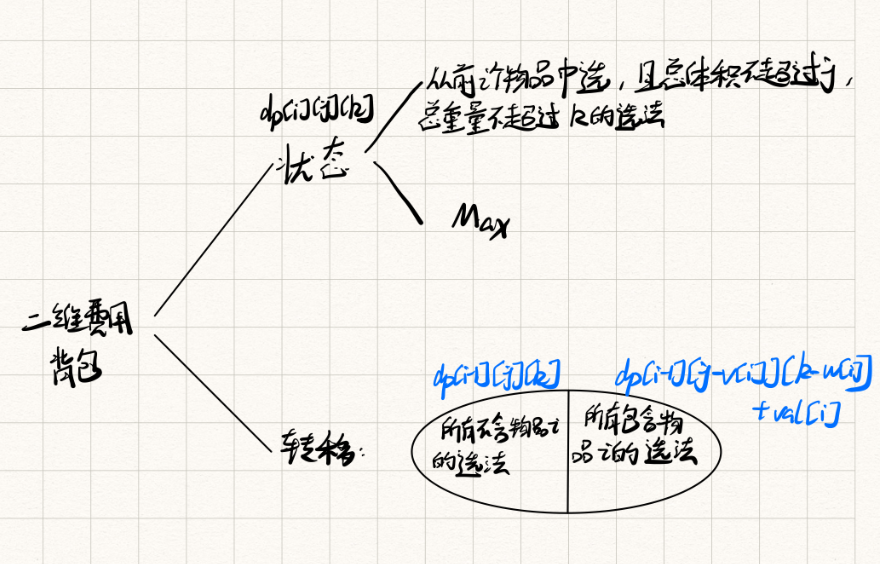 dp[i][j][k]
状态
从前i个物品中选，且总体积不超过j，
总重量不超过k的选法
Max
二维费用
背包
转移：
dp[i-1][j][k]
所有不含物品i
的选法
dp[i-1][j-v[i]][k-w[i]]
+val[i]
所有包含物
品i的选法